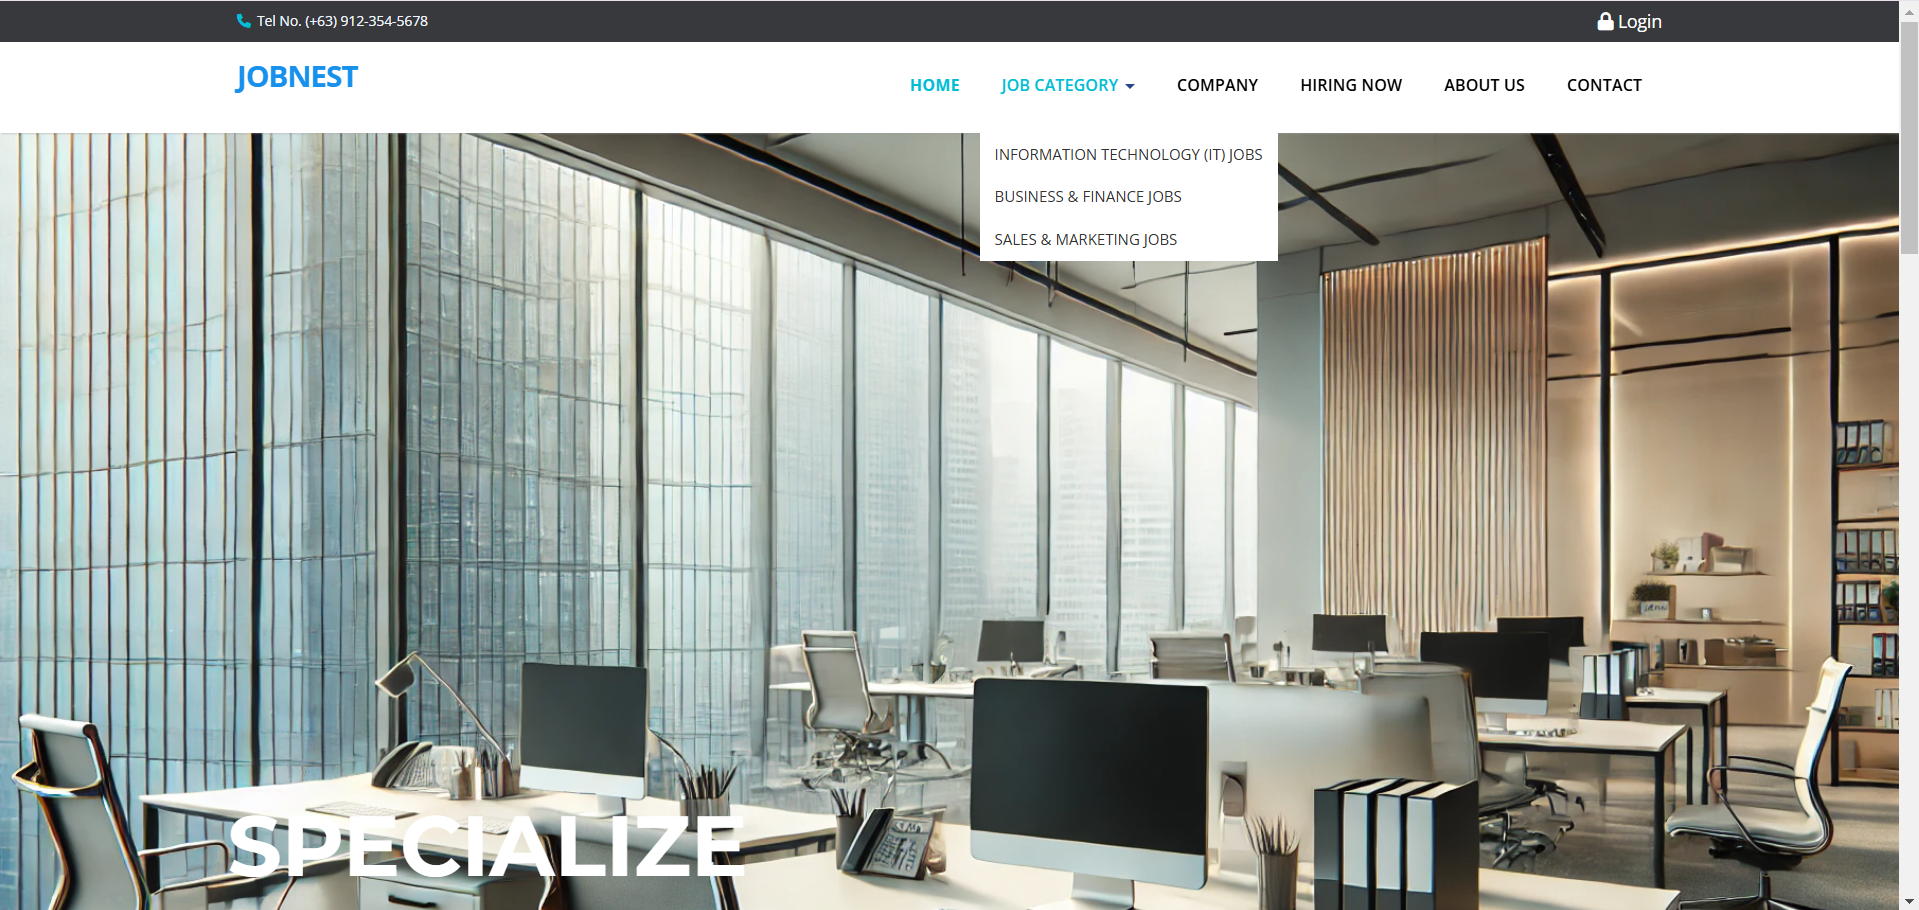 Tel No. (+63) 912-354-5678
Login
JOBNEST
HOME
JOB CATEGORY
COMPANY
HIRING NOW
ABOUT US
CONTACT
INFORMATION TECHNOLOGY (IT) JOBS
BUSINESS & FINANCE JOBS
SALES & MARKETING JOBS
SPECIALIZE